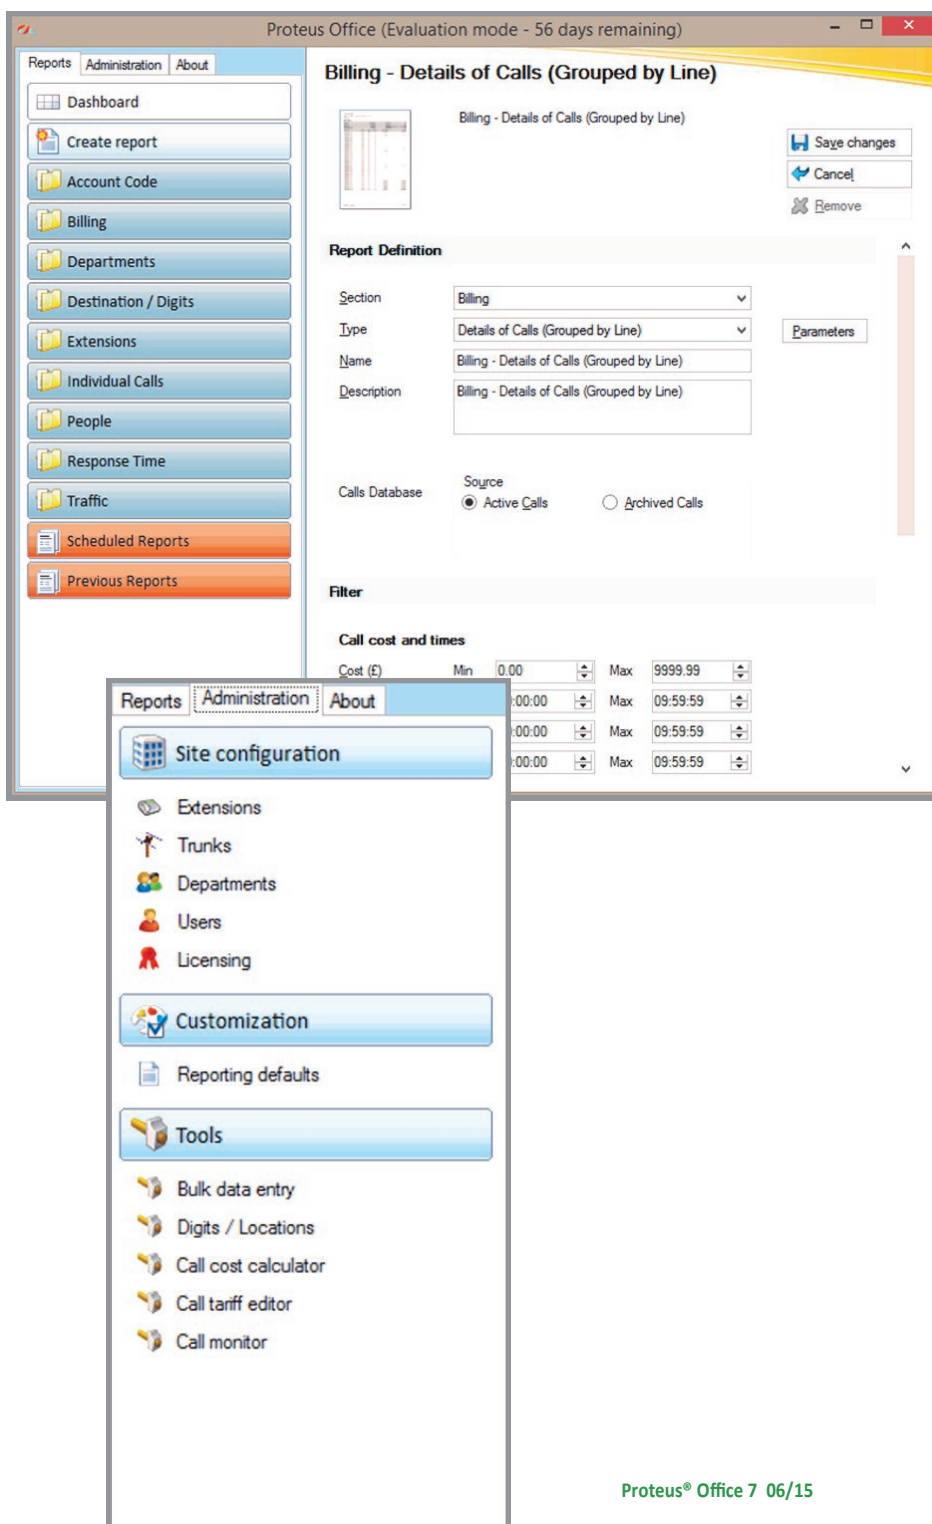 Proteus Office (Evaluation mode - 56 days remaining)
Reports Administration About
Dashboard
Create report
Account Code
Billing
Departments
Destination / Digits
Extensions
Individual Calls
People
Response Time
Traffic
Scheduled Reports
Previous Reports
Billing - Details of Calls (Grouped by Line)
Billing - Details of Calls (Grouped by Line)
Save changes
Cancel
Remove
Report Definition
Section Billing
Type Details of Calls (Grouped by Line) Parameters
Name Billing - Details of Calls (Grouped by Line)
Description Billing - Details of Calls (Grouped by Line)
Source
Calls Database Active Calls Archived Calls
Filter
Call cost and times
Cost (£) Min 0.00 Max 9999.99
:00:00 Max 09:59:59
:00:00 Max 09:59:59
:00:00 Max 09:59:59
Reports Administration About
Site configuration
Extensions
Trunks
Departments
Users
Licensing
Customization
Reporting defaults
Tools
Bulk data entry
Digits / Locations
Call cost calculator
Call tariff editor
Call monitor
Proteus® Office 7 06/15